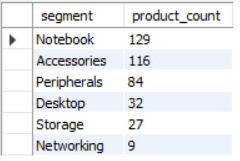 segment product_count
Notebook 129
Accessories 116
Peripherals 84
Desktop 32
Storage 27
Networking 9